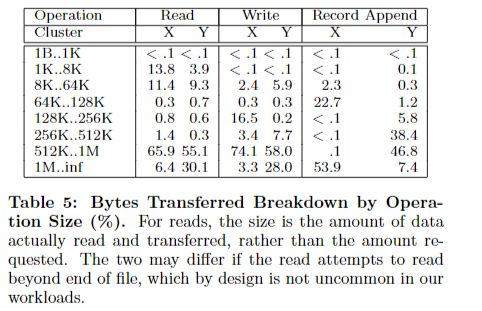 Operation Read Write Record Append
Cluster X Y X Y X Y
1B..1K < .1 < .1 < .1 < .1 < .1 < .1
1K..8K 13.8 3.9 < .1 < .1 < .1 0.1
8K..64K 11.4 9.3 2.4 5.9 2.3 0.3
64K..128K 0.3 0.7 0.3 0.3 22.7 1.2
128K..256K 0.8 0.6 16.5 0.2 < .1 5.8
256K..512K 1.4 0.3 3.4 7.7 < .1 38.4
512K..1M 65.9 55.1 74.1 58.0 .1 46.8
1M..inf 6.4 30.1 3.3 28.0 53.9 7.4
Table 5: Bytes Transferred Breakdown by Opera-
tion Size (%). For reads, the size is the amount of data
actually read and transferred, rather than the amount re-
quested. The two may differ if the read attempts to read
beyond end of file, which by design is not uncommon in our
workloads.